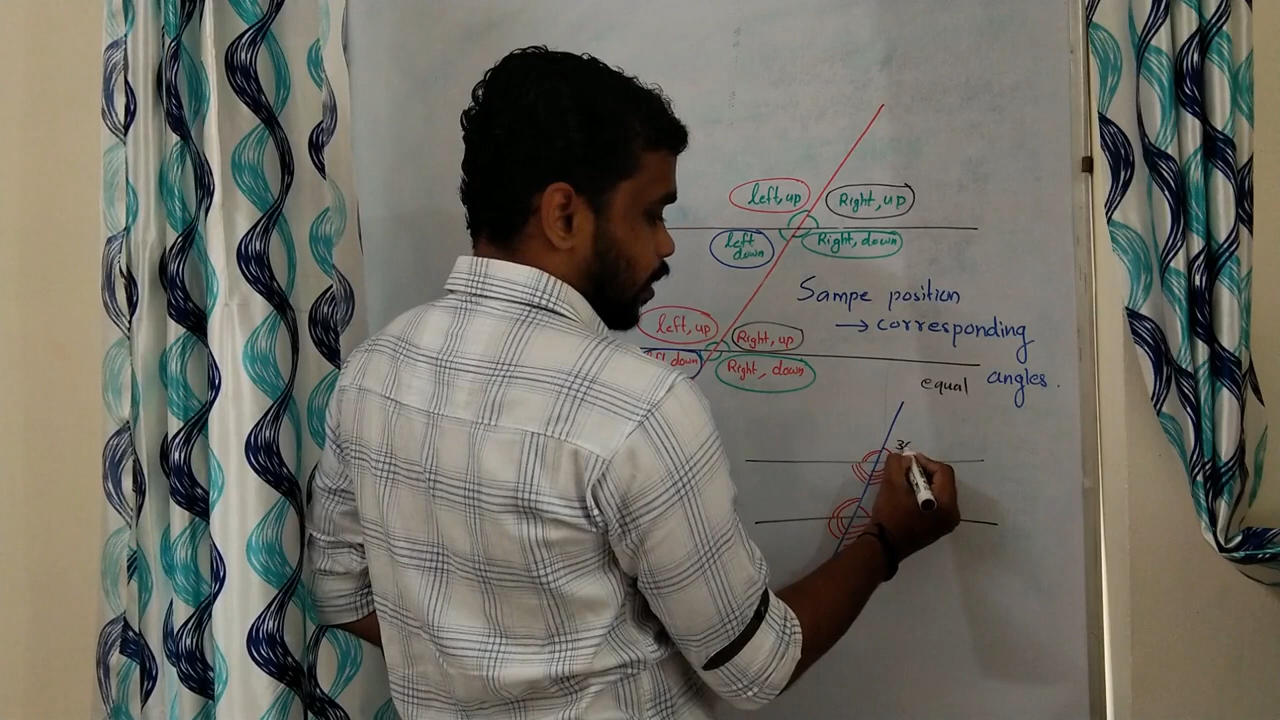 left, up Right, up
left down Right, down
Sampe position
→ corresponding
angles.
left, up Right, up
down Right, down
equal